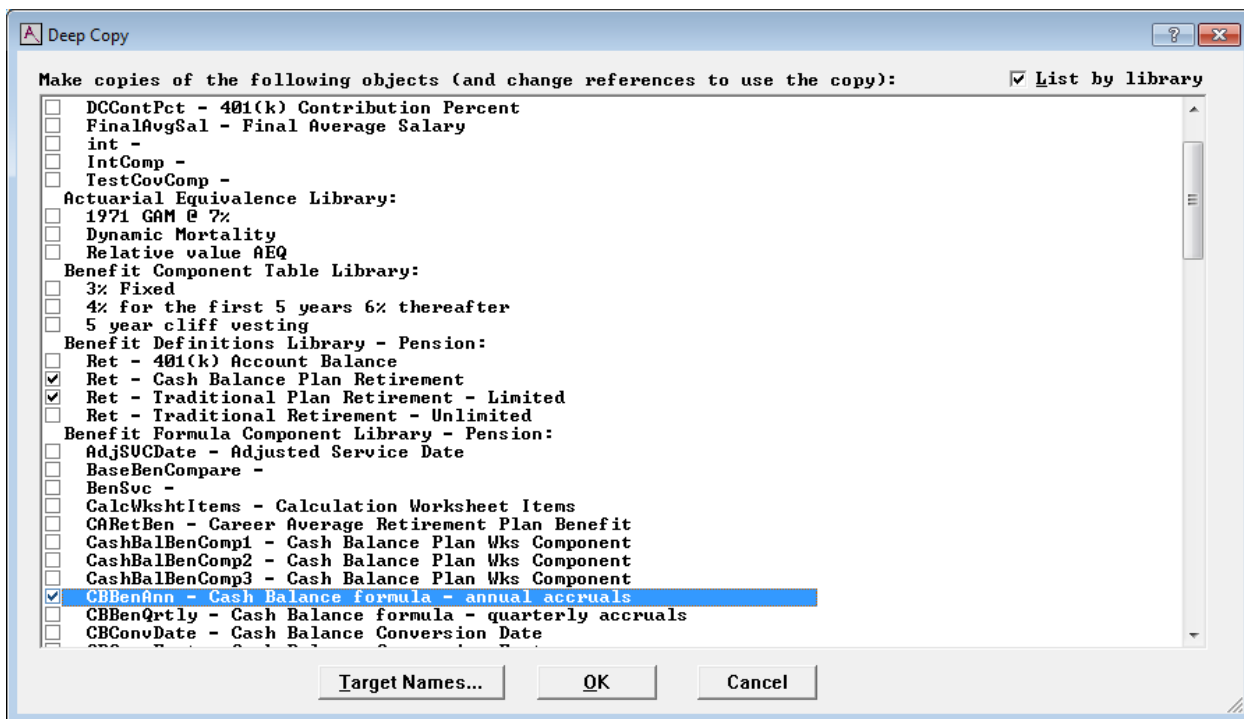 Deep Copy
Make copies of the following objects (and change references to use the copy): List by library
DCContPct - 401(k) Contribution Percent
FinalAvgSal - Final Average Salary
int -
IntComp -
TestCovComp -
Actuarial Equivalence Library:
1971 GAM @ 7%
Dynamic Mortality
Relative value AEQ
Benefit Component Table Library:
3% Fixed
4% for the first 5 years 6% thereafter
5 year cliff vesting
Benefit Definitions Library - Pension:
Ret - 401(k) Account Balance
Ret - Cash Balance Plan Retirement
Ret - Traditional Plan Retirement - Limited
Ret - Traditional Retirement - Unlimited
Benefit Formula Component Library - Pension:
AdjSVCDate - Adjusted Service Date
BaseBenCompare -
BenSvc -
CalcWkshtItems - Calculation Worksheet Items
CARetBen - Career Average Retirement Plan Benefit
CashBalBenComp1 - Cash Balance Plan Wks Component
CashBalBenComp2 - Cash Balance Plan Wks Component
CashBalBenComp3 - Cash Balance Plan Wks Component
CBBenAnn - Cash Balance formula - annual accruals
CBBenQrtly - Cash Balance formula - quarterly accruals
CBConvDate - Cash Balance Conversion Date
Target Names... OK Cancel